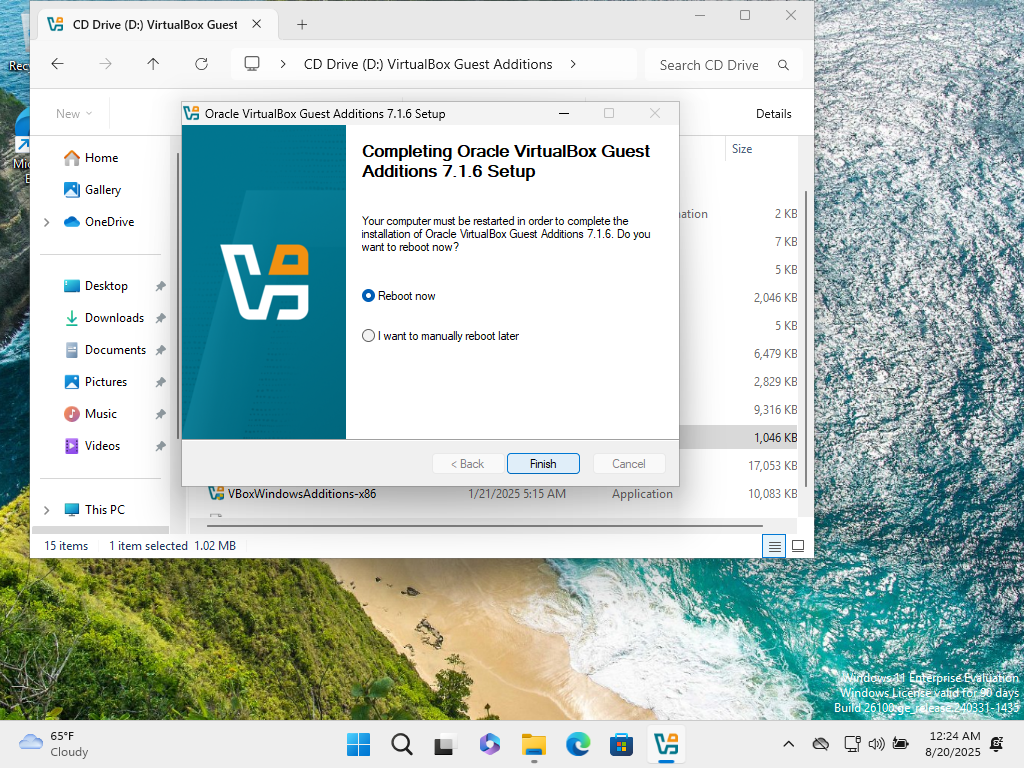 CD Drive (D:) VirtualBox Guest
CD Drive (D:) VirtualBox Guest Additions
Search CD Drive
New
Details
Oracle VirtualBox Guest Additions 7.1.6 Setup
Completing Oracle VirtualBox Guest
Additions 7.1.6 Setup
Your computer must be restarted in order to complete the
installation of Oracle VirtualBox Guest Additions 7.1.6. Do you
want to reboot now?
Reboot now
I want to manually reboot later
< Back
Finish
Cancel
Home
Gallery
OneDrive
Desktop
Downloads
Documents
Pictures
Music
Videos
This PC
Size
2 KB
7 KB
5 KB
2,046 KB
5 KB
6,479 KB
2,829 KB
9,316 KB
1,046 KB
17,053 KB
VBoxWindowsAdditions-x86 1/21/2025 5:15 AM Application 10,083 KB
15 items 1 item selected 1.02 MB
Windows 11 Enterprise Evaluation
Windows License valid for 90 days
Build 26100.ge_release.240331-1435
65°F
Cloudy
12:24 AM
8/20/2025